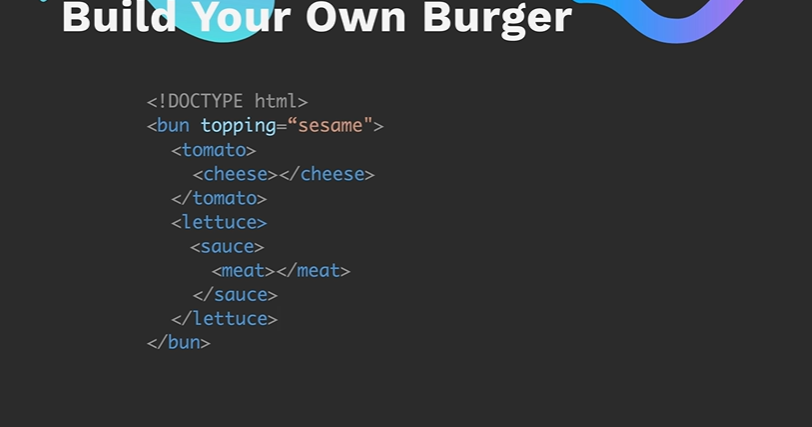 Build Your Own Burger
<!DOCTYPE html>
<bun topping=“sesame">
<tomato>
<cheese></cheese>
</tomato>
<lettuce>
<sauce>
<meat></meat>
</sauce>
</lettuce>
</bun>